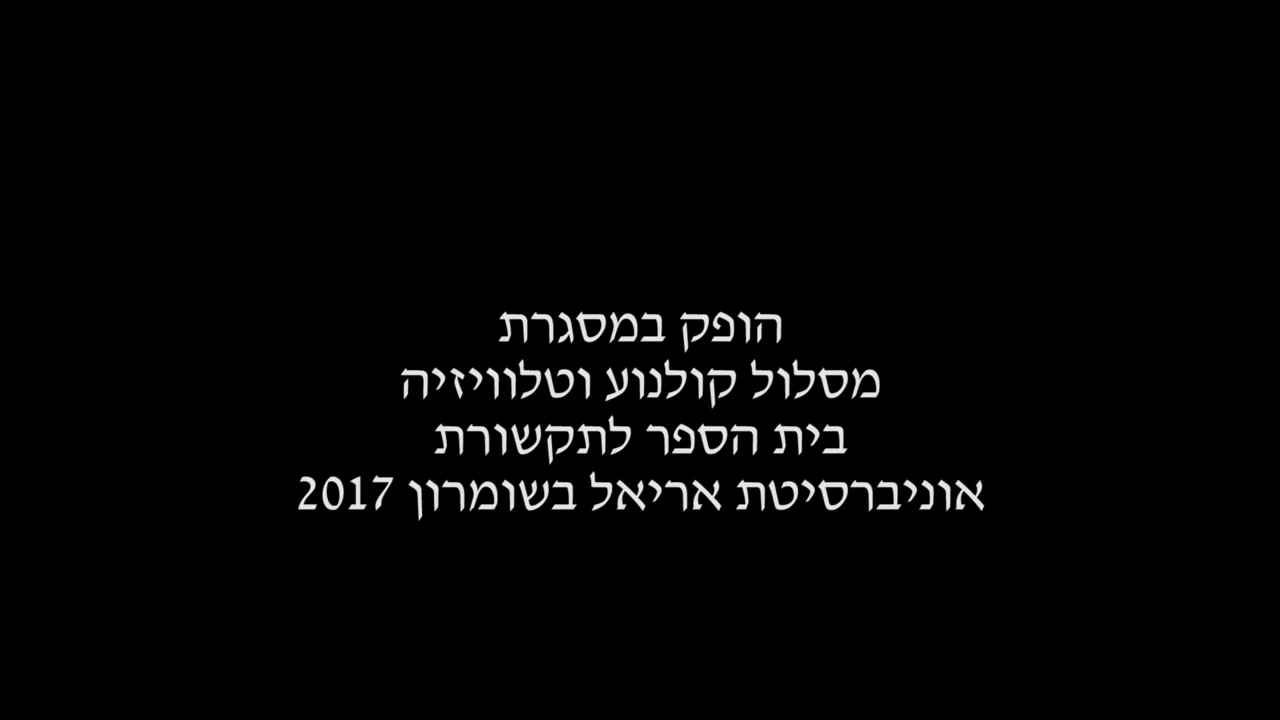 הופק במסגרת
מסלול קולנוע וטלוויזיה
בית הספר לתקשורת
אוניברסיטת אריאל בשומרון 2017